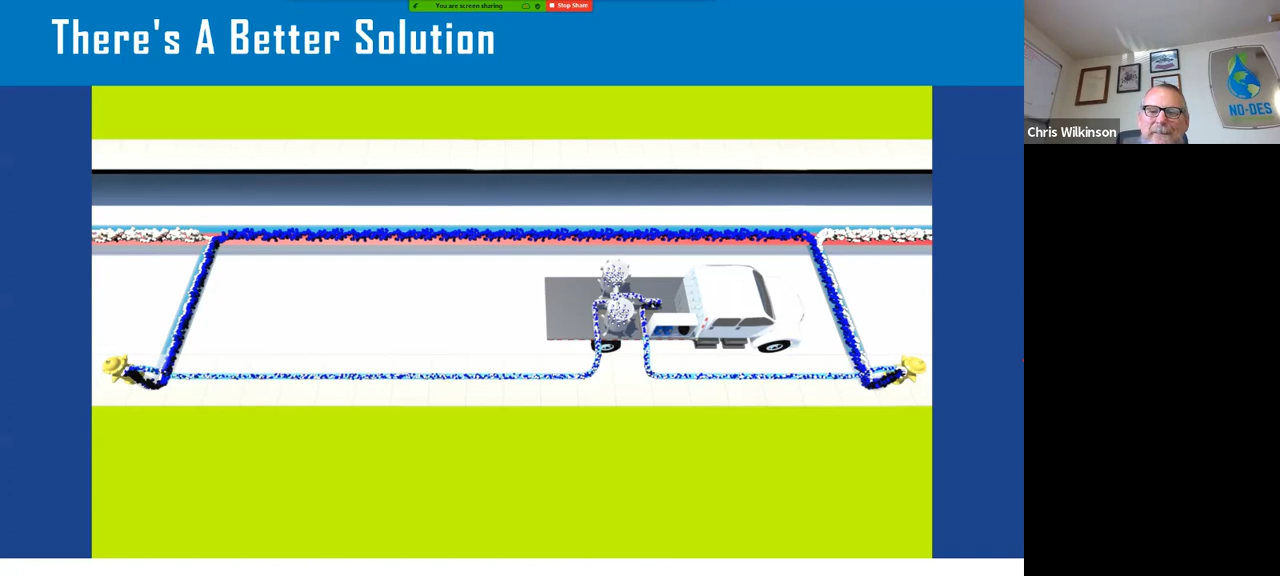 You are screen sharing
Stop Share
There's A Better Solution
NO-DES
Chris Wilkinson